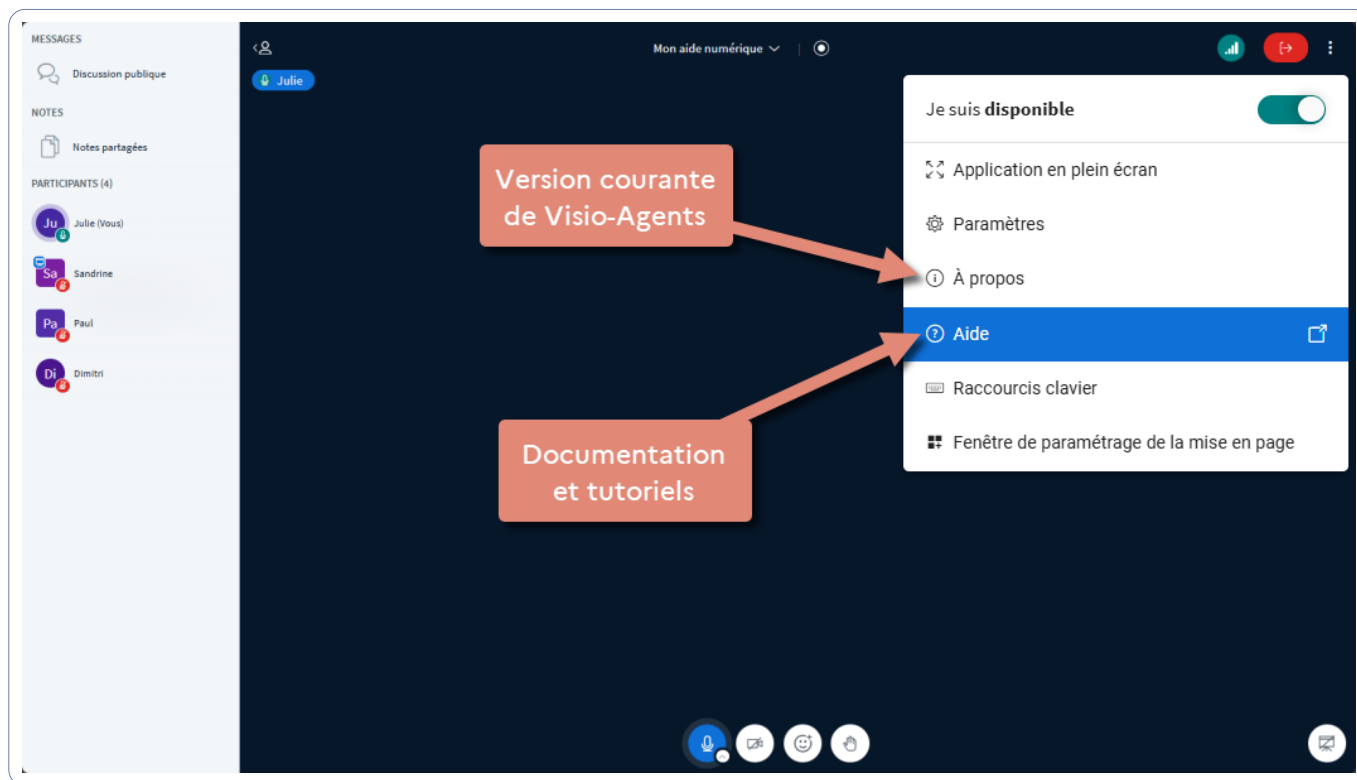 MESSAGES
Discussion publique
NOTES
Notes partagées
PARTICIPANTS (4)
Ju
Julie (Vous)
Sa
Sandrine
Pa
Paul
Di
Dimitri
Mon aide numérique
Julie
Version courante
de Visio-Agents
Documentation
et tutoriels
Je suis disponible
Application en plein écran
Paramètres
À propos
Aide
Raccourcis clavier
Fenêtre de paramétrage de la mise en page